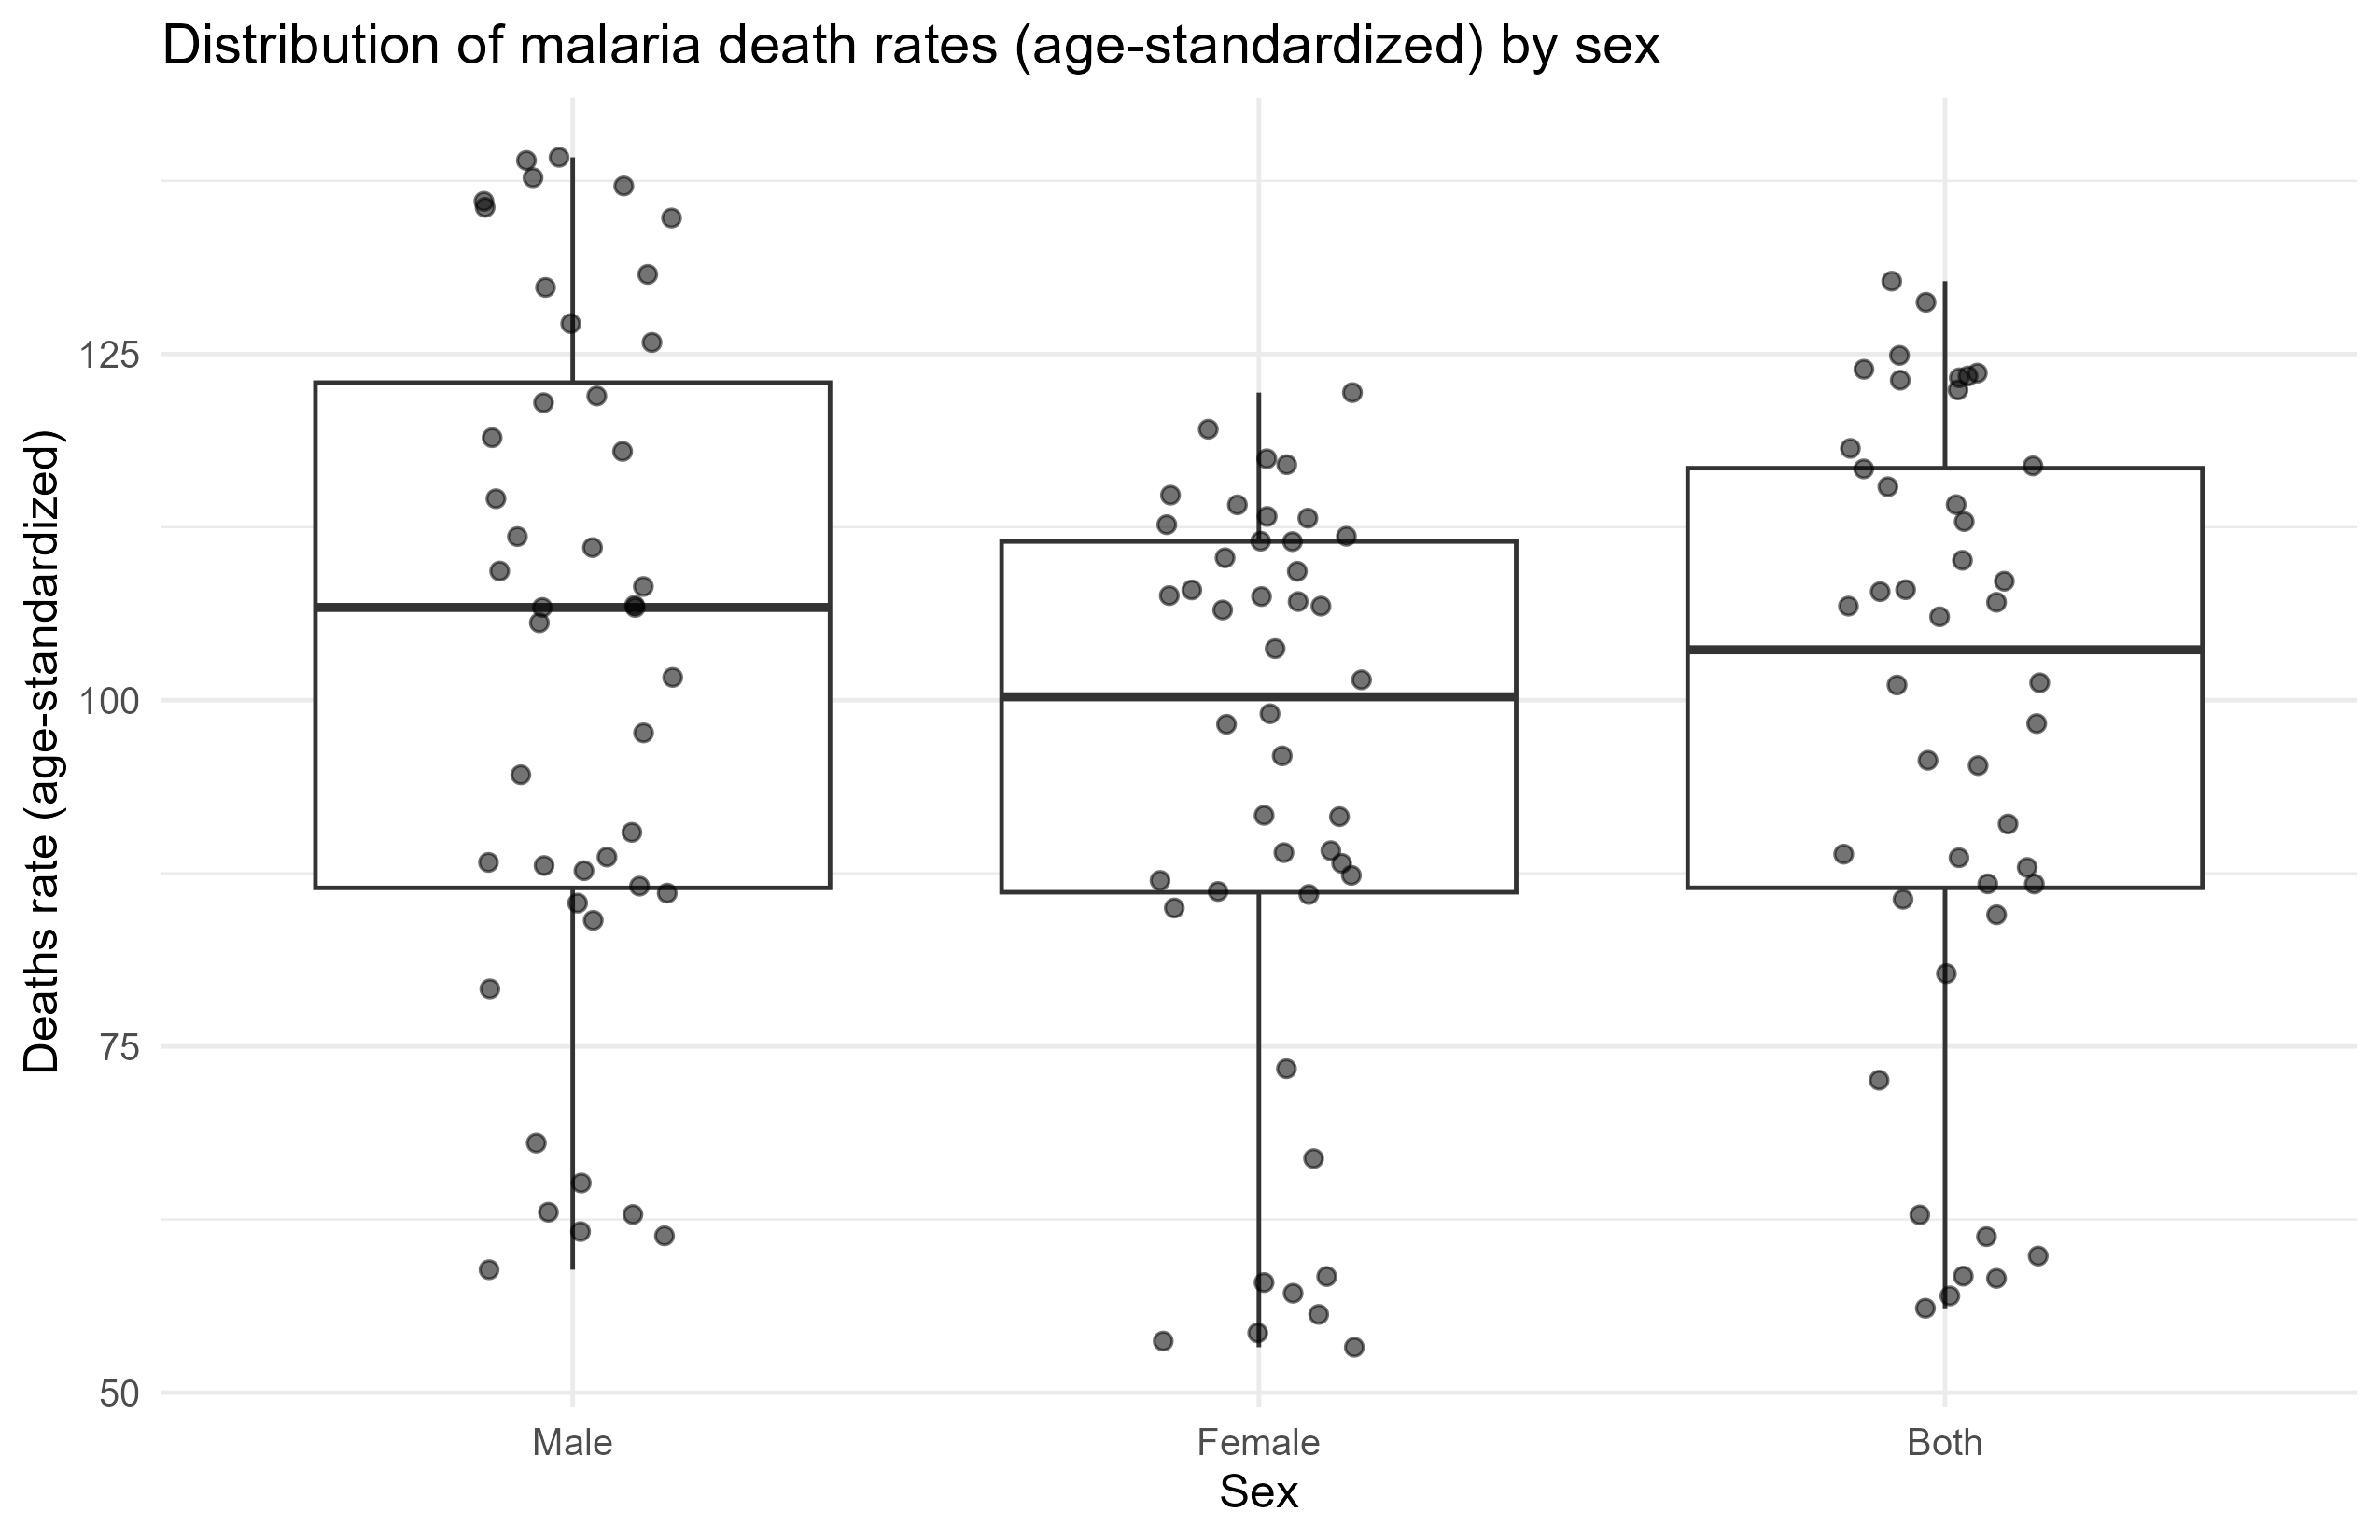 Distribution of malaria death rates (age-standardized) by sex
Deaths rate (age-standardized)
125
100
75
50
Male
Female
Both
Sex